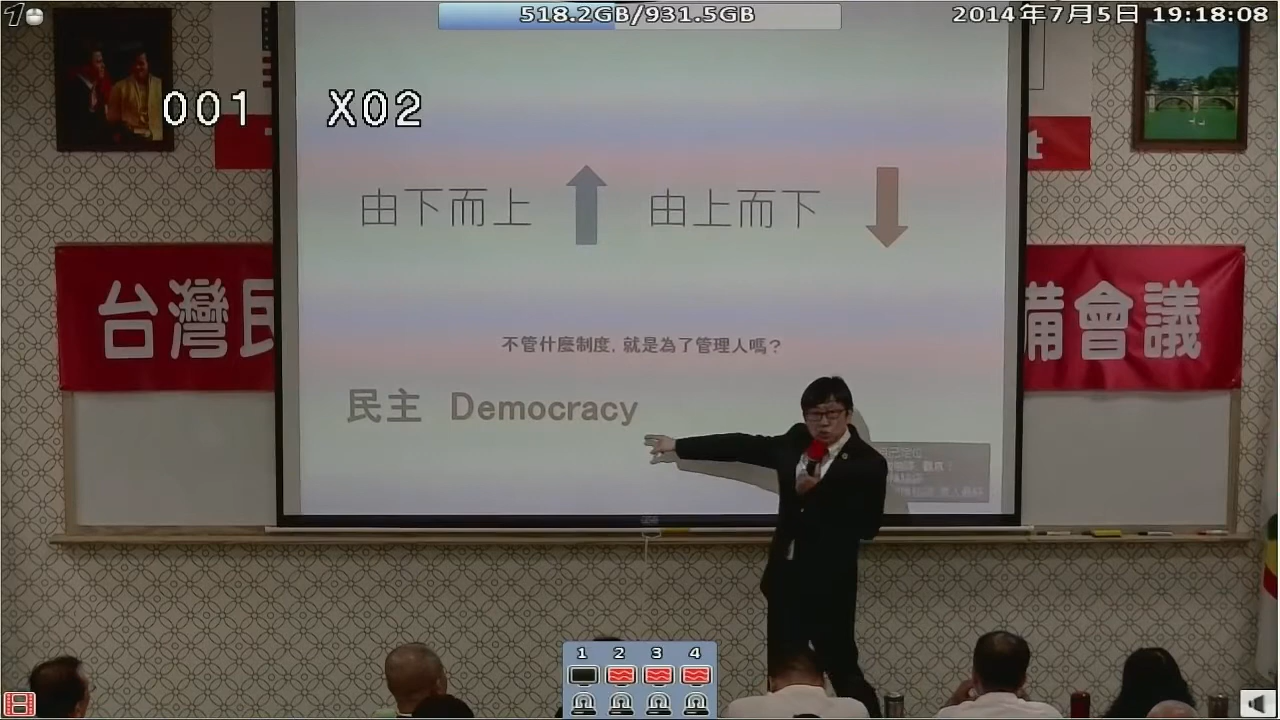 518.2GB/931.5GB
2014年7月5日 19:18:08
001 X02
t
由下而上 由上而下
台灣民
備會議
不管什麼制度, 就是為了管理人嗎?
民主 Democracy
1 2 3 4